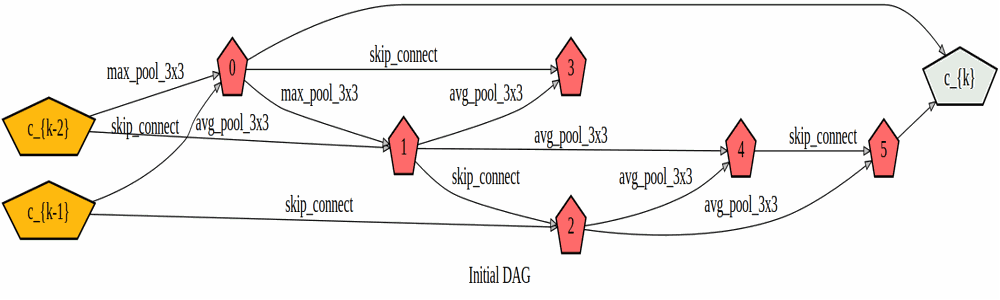 max_pool_3x3
skip_connect
0
3
c_{k}
max_pool_3x3
avg_pool_3x3
c_{k-2}
skip_connect
avg_pool_3x3
avg_pool_3x3
skip_connect
1
4
5
skip_connect
avg_pool_3x3
c_{k-1}
skip_connect
avg_pool_3x3
2
Initial DAG